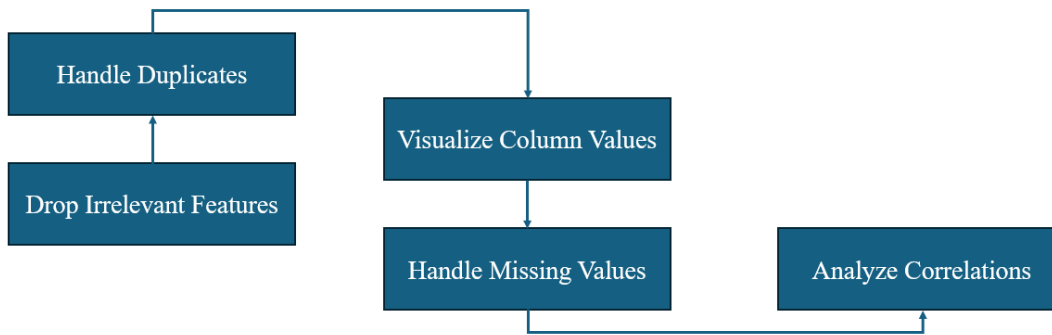 Handle Duplicates
Drop Irrelevant Features
Visualize Column Values
Handle Missing Values
Analyze Correlations